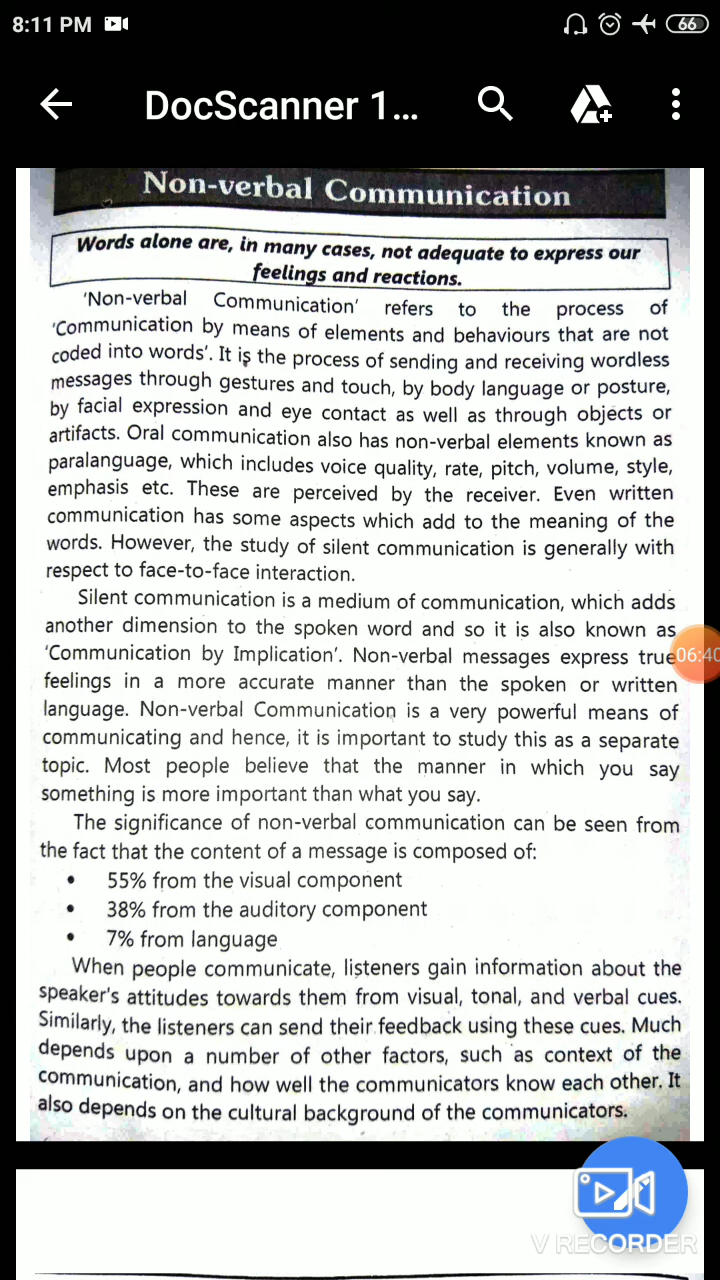 8:11 PM
66
DocScanner 1...
Non-verbal Communication
Words alone are, in many cases, not adequate to express our
feelings and reactions.
'Non-verbal Communication' refers to the process of
'Communication by means of elements and behaviours that are not
coded into words'. It is the process of sending and receiving wordless
messages through gestures and touch, by body language or posture,
by facial expression and eye contact as well as through objects or
artifacts. Oral communication also has non-verbal elements known as
paralanguage, which includes voice quality, rate, pitch, volume, style,
emphasis etc. These are perceived by the receiver. Even written
communication has some aspects which add to the meaning of the
words. However, the study of silent communication is generally with
respect to face-to-face interaction.
Silent communication is a medium of communication, which adds
another dimension to the spoken word and so it is also known as
'Communication by Implication'. Non-verbal messages express true
06:40
feelings in a more accurate manner than the spoken or written
language. Non-verbal Communication is a very powerful means of
communicating and hence, it is important to study this as a separate
topic. Most people believe that the manner in which you say
something is more important than what you say.
The significance of non-verbal communication can be seen from
the fact that the content of a message is composed of:
• 55% from the visual component
• 38% from the auditory component
• 7% from language
When people communicate, listeners gain information about the
speaker's attitudes towards them from visual, tonal, and verbal cues.
Similarly, the listeners can send their feedback using these cues. Much
depends upon a number of other factors, such as context of the
communication, and how well the communicators know each other. It
also depends on the cultural background of the communicators.
V RECORDER